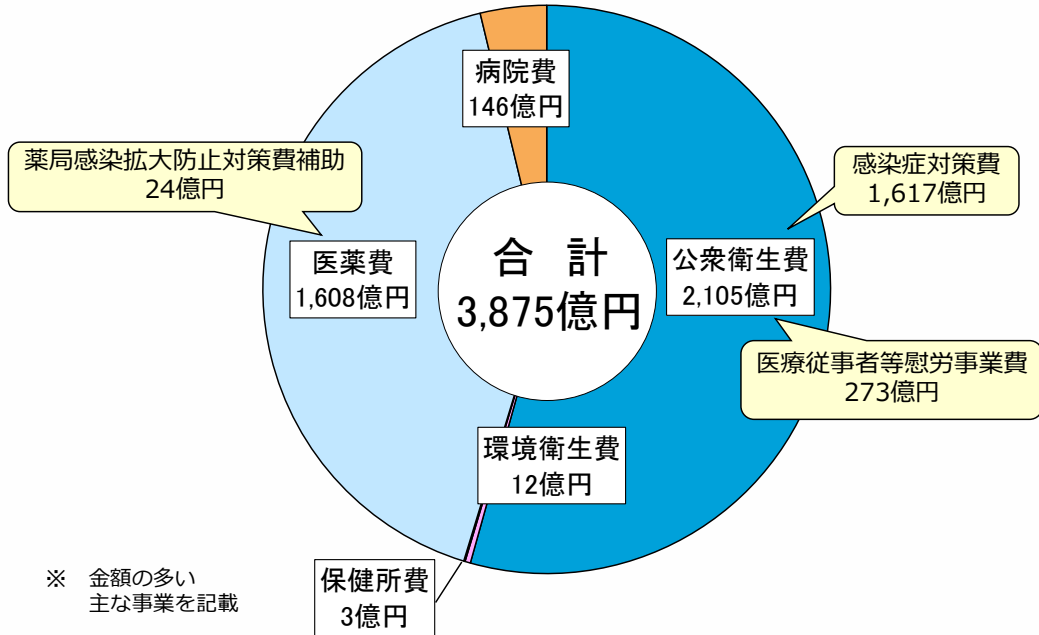 病院費
146億円
薬局感染拡大防止対策費補助
24億円
感染症対策費
1,617億円
医薬費
1,608億円
合 計
3,875億円
公衆衛生費
2,105億円
医療従事者等慰労事業費
273億円
環境衛生費
12億円
保健所費
3億円
※ 金額の多い
主な事業を記載